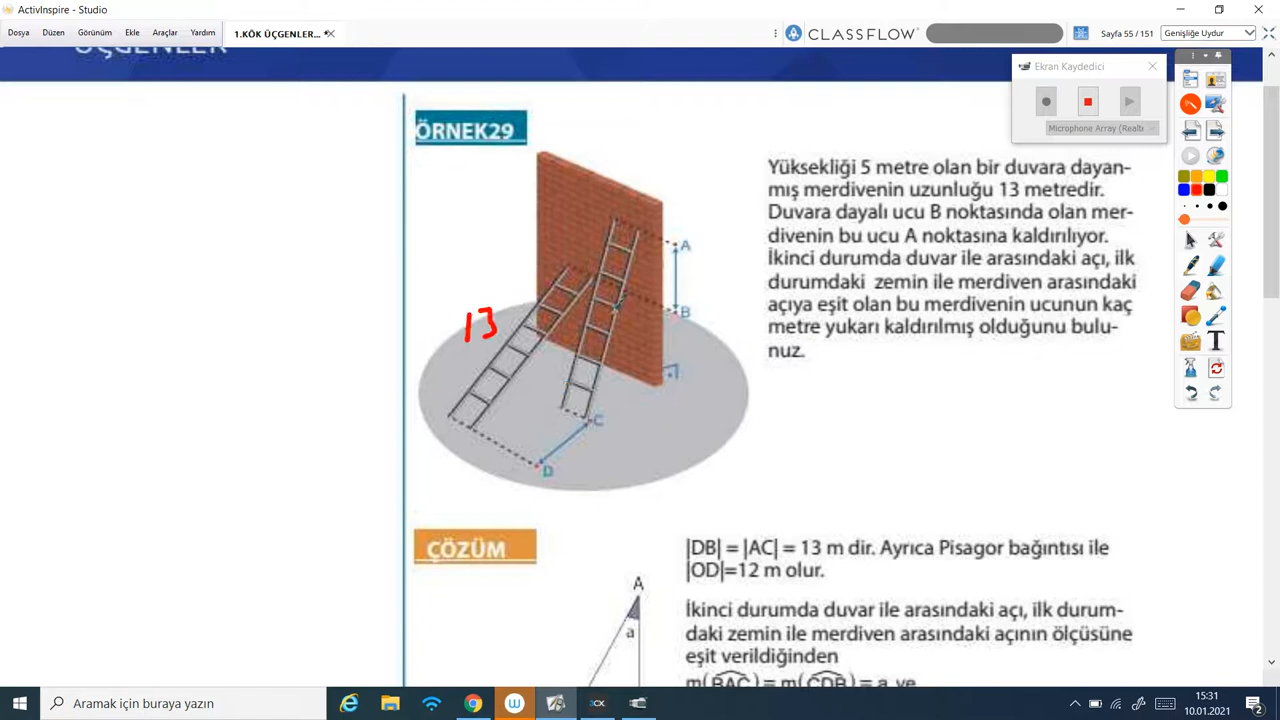 ActivInspire - Studio
Dosya Düzen Görünüm Ekle Araçlar Yardım
1.KÖK ÜÇGENLER...
CLASSFLOW
Sayfa 55 / 151
Genişliğe Uydur
ÜÇGENLER
Ekran Kaydedici
Microphone Array (Realt
ÖRNEK29
Yüksekliği 5 metre olan bir duvara dayan-
mış merdivenin uzunluğu 13 metredir.
Duvara dayalı ucu B noktasında olan mer-
divenin bu ucu A noktasına kaldırılıyor.
İkinci durumda duvar ile arasındaki açı, ilk
durumdaki zemin ile merdiven arasındaki
açıya eşit olan bu merdivenin ucunun kaç
metre yukarı kaldırılmış olduğunu bulu-
nuz.
A
B
13
C
D
ÇÖZÜM
|DB| = |AC| = 13 m dir. Ayrıca Pisagor bağıntısı ile
|OD|=12 m olur.
A
a
İkinci durumda duvar ile arasındaki açı, ilk durum-
daki zemin ile merdiven arasındaki açının ölçüsüne
eşit verildiğinden
m(BAC) = m(CDB) = a ve
Aramak için buraya yazın
15:31
10.01.2021
2